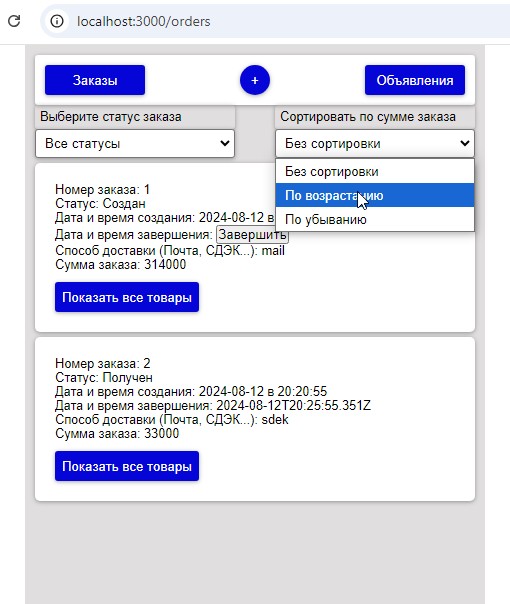 localhost:3000/orders
Заказы
+
Объявления
Выберите статус заказа
Сортировать по сумме заказа
Все статусы
Без сортировки
Без сортировки
По возрастанию
По убыванию
Номер заказа: 1
Статус: Создан
Дата и время создания: 2024-08-12 в
Дата и время завершения: Завершить
Способ доставки (Почта, СДЭК...): mail
Сумма заказа: 314000
Показать все товары
Номер заказа: 2
Статус: Получен
Дата и время создания: 2024-08-12 в 20:20:55
Дата и время завершения: 2024-08-12T20:25:55.351Z
Способ доставки (Почта, СДЭК...): sdek
Сумма заказа: 33000
Показать все товары